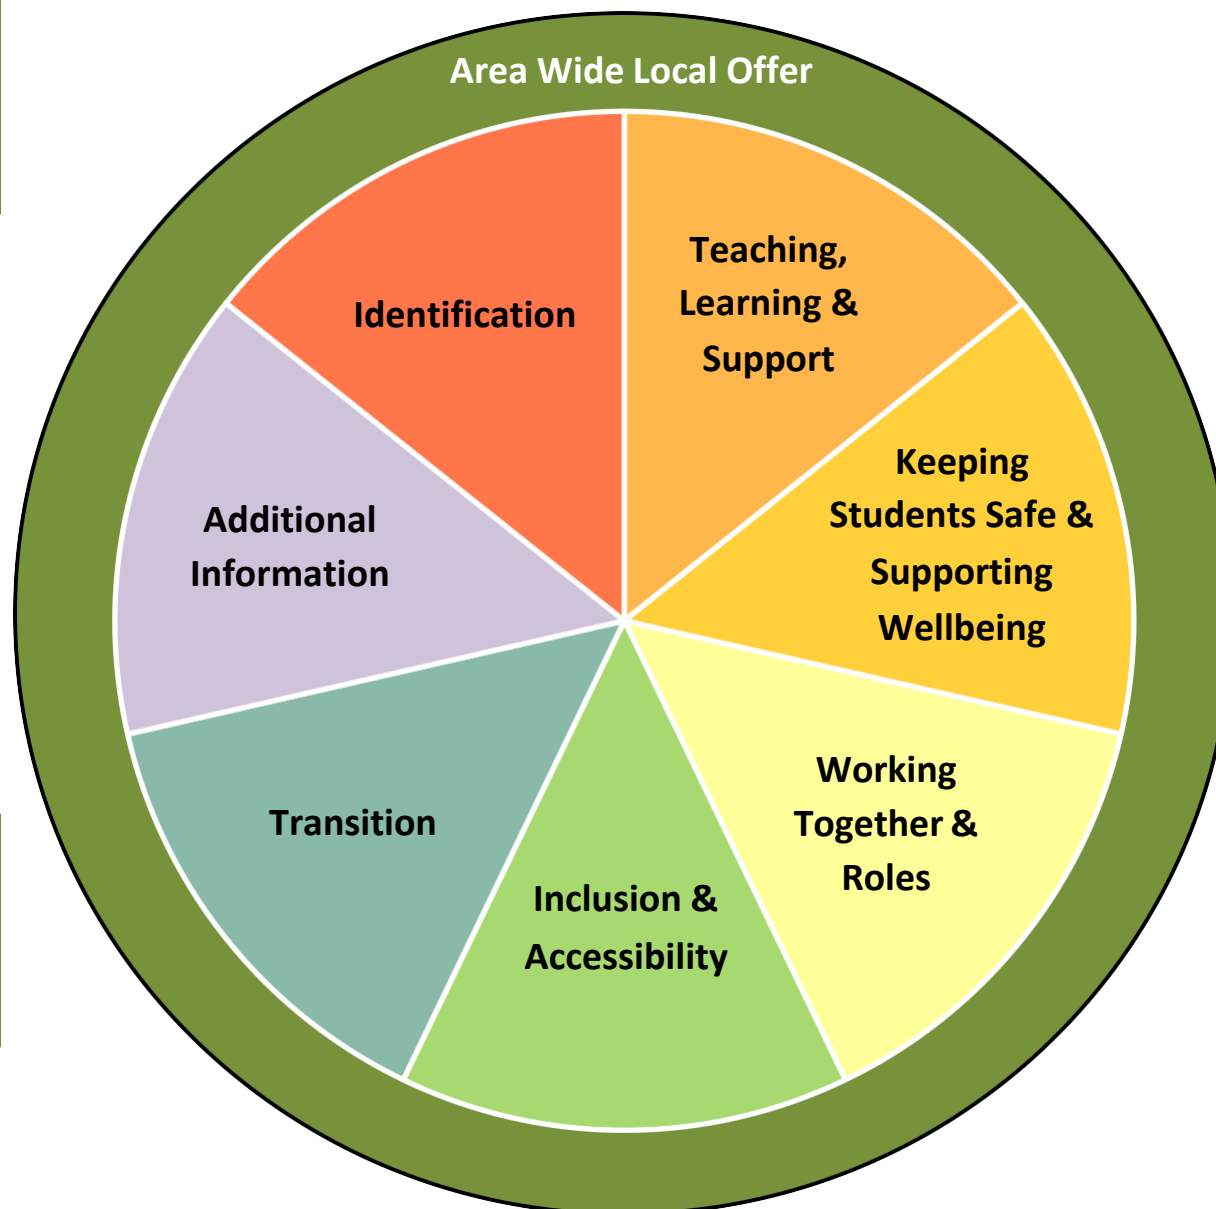 Area Wide Local Offer
Identification
Teaching,
Learning &
Support
Keeping
Students Safe &
Supporting
Wellbeing
Working
Together &
Roles
Inclusion &
Accessibility
Transition
Additional
Information